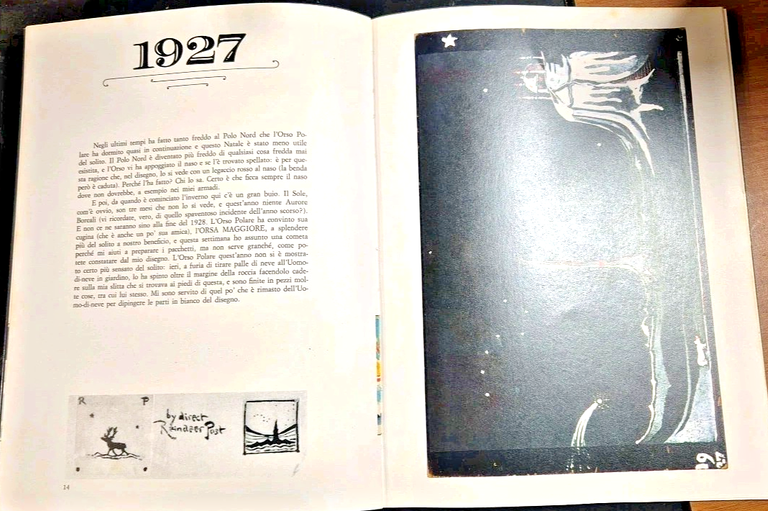 1927
Negli ultimi tempi ha fatto tanto freddo al Polo Nord che l'Orso Po-
lare ha dormito quasi in continuazione e questo Natale è stato meno utile
del solito. Il Polo Nord è diventato più freddo di qualsiasi cosa fredda mai
esistita, e l'Orso vi ha appoggiato il naso e se l'è trovato spellato: è per que-
sta ragione che, nel disegno, lo si vede con un legaccio rosso al naso (la benda
però è caduta). Perché l'ha fatto? Chi lo sa. Certo è che ficca sempre il naso
dove non dovrebbe, a esempio nei miei armadi.
E poi, da quando è cominciato l'inverno qui c'è un gran buio. Il Sole,
com'è ovvio, son tre mesi che non lo si vede, e quest'anno niente Aurore
Boreali (vi ricordate, vero, di quello spaventoso incidente dell'anno scorso?).
E non ce ne saranno sino alla fine del 1928. L'Orso Polare ha convinto sua
cugina (che è anche un po' sua amica), l'ORSA MAGGIORE, a splendere
più del solito a nostro beneficio, e questa settimana ho assunto una cometa
perché mi aiuti a preparare i pacchetti, ma non serve granché, come po-
tete constatare dal mio disegno. L'Orso Polare quest'anno non si è mostra-
to certo più sensato del solito: ieri, a furia di tirare palle di neve all'Uomo-
di-neve in giardino, lo ha spinto oltre il margine della roccia facendolo cade-
re sulla mia slitta che si trovava ai piedi di questa, e sono finite in pezzi mol-
te cose, tra cui lui stesso. Mi sono servito di quel po' che è rimasto dell'Uo-
mo-di-neve per dipingere le parti in bianco del disegno.
R P
by direct
Reindeer Post
14